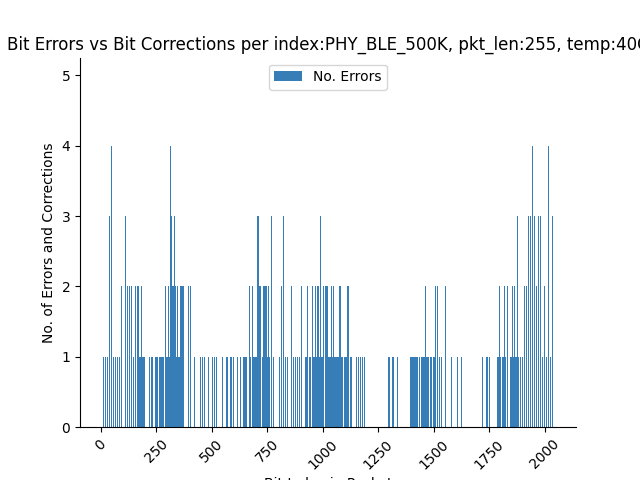 Bit Errors vs Bit Corrections per index:PHY_BLE_500K, pkt_len:255, temp:40
No. Errors
No. of Errors and Corrections
5
4
3
2
1
0
0 250 500 750 1000 1250 1500 1750 2000